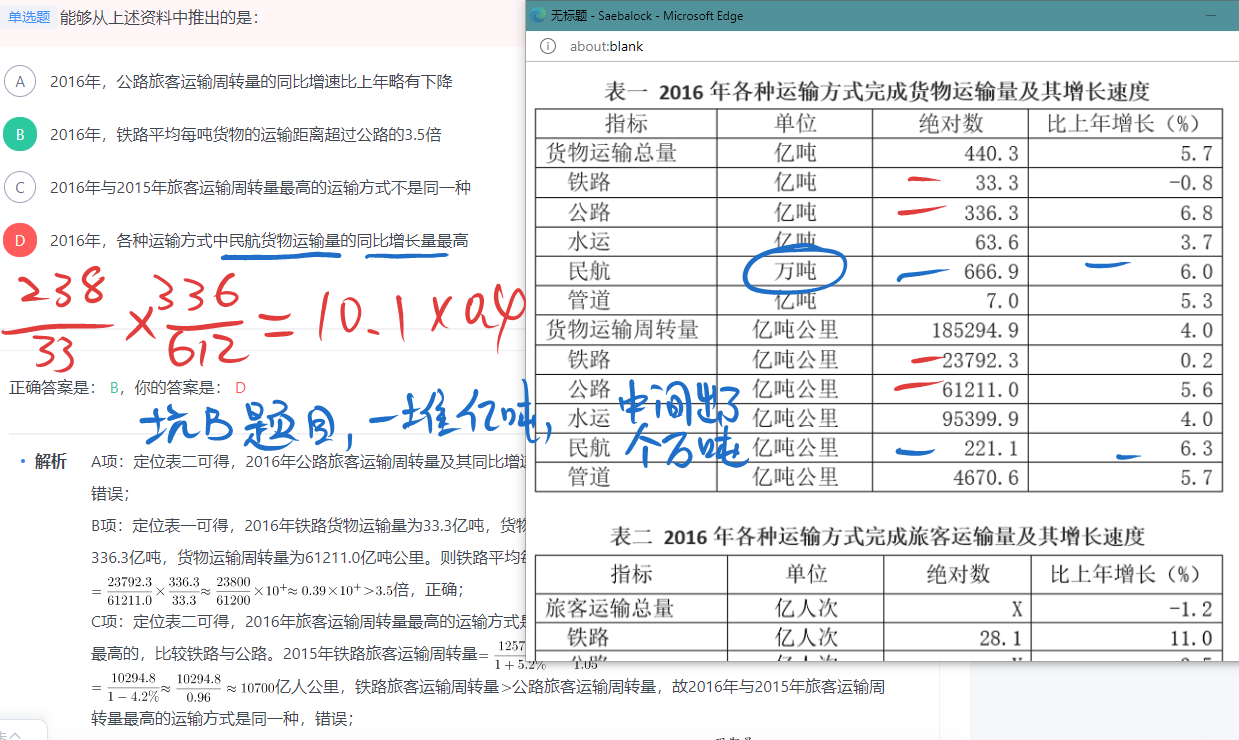 单选题 能够从上述资料中推出的是：
A 2016年，公路旅客运输周转量的同比增速比上年略有下降
B 2016年，铁路平均每吨货物的运输距离超过公路的3.5倍
C 2016年与2015年旅客运输周转量最高的运输方式不是同一种
D 2016年，各种运输方式中民航货物运输量的同比增长量最高
238/33 × 336/612 = 10.1 × 0.4
正确答案是： B，你的答案是： D
坑B题目，一堆亿吨，中间出了
个万吨
• 解析 A项：定位表二可得，2016年公路旅客运输周转量及其同比增速
错误；
B项：定位表一可得，2016年铁路货物运输量为33.3亿吨，货物
336.3亿吨，货物运输周转量为61211.0亿吨公里。则铁路平均每
= 23792.3/61211.0 × 336.3/33.3 ≈ 23800/61200 ×10⁺≈ 0.39×10⁺>3.5倍，正确；
C项：定位表二可得，2016年旅客运输周转量最高的运输方式是
最高的，比较铁路与公路。2015年铁路旅客运输周转量= 1257 / 1+5.2% 1.05
= 10294.8/1−4.2% ≈ 10294.8/0.96 ≈ 10700亿人公里，铁路旅客运输周转量>公路旅客运输周转量，故2016年与2015年旅客运输周
转量最高的运输方式是同一种，错误；
无标题 - Saebalock - Microsoft Edge
about:blank
表一 2016 年各种运输方式完成货物运输量及其增长速度
指标 单位 绝对数 比上年增长（%）
货物运输总量 亿吨 440.3 5.7
铁路 亿吨 33.3 -0.8
公路 亿吨 336.3 6.8
水运 亿吨 63.6 3.7
民航 万吨 666.9 6.0
管道 亿吨 7.0 5.3
货物运输周转量 亿吨公里 185294.9 4.0
铁路 亿吨公里 23792.3 0.2
公路 亿吨公里 61211.0 5.6
水运 亿吨公里 95399.9 4.0
民航 亿吨公里 221.1 6.3
管道 亿吨公里 4670.6 5.7
表二 2016 年各种运输方式完成旅客运输量及其增长速度
指标 单位 绝对数 比上年增长（%）
旅客运输总量 亿人次 X -1.2
铁路 亿人次 28.1 11.0